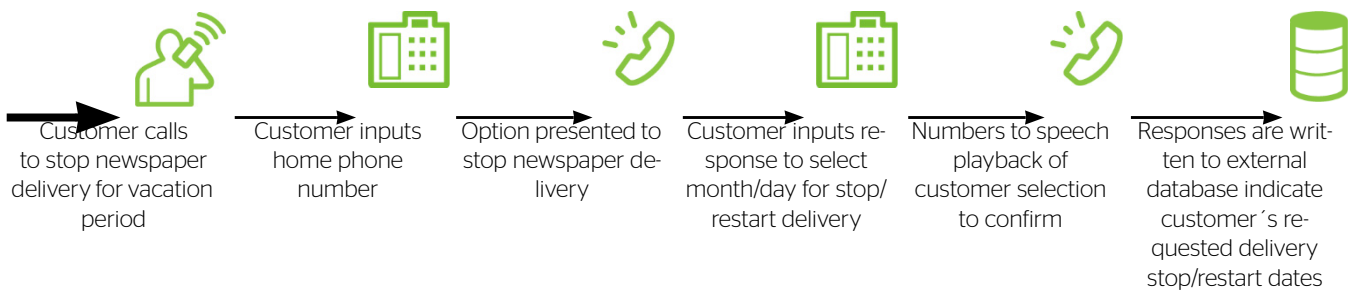 Customer calls
to stop newspaper
delivery for vacation
period
Customer inputs
home phone
number
Option presented to
stop newspaper de-
livery
Customer inputs re-
sponse to select
month/day for stop/
restart delivery
Numbers to speech
playback of
customer selection
to confirm
Responses are writ-
ten to external
database indicate
customer´s re-
quested delivery
stop/restart dates